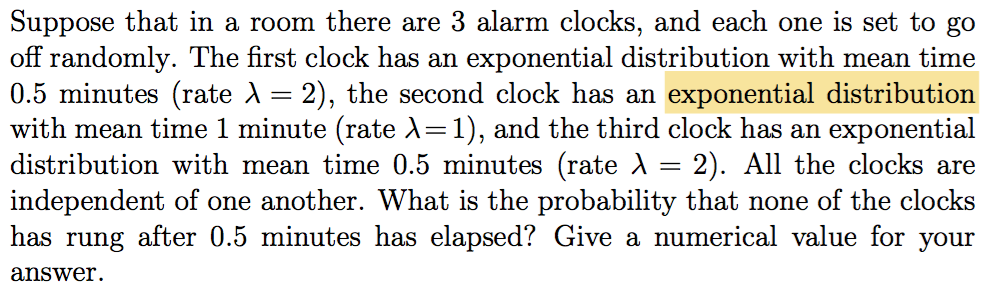 Suppose that in a room there are 3 alarm clocks, and each one is set to go
off randomly. The first clock has an exponential distribution with mean time
0.5 minutes (rate λ = 2), the second clock has an exponential distribution
with mean time 1 minute (rate λ=1), and the third clock has an exponential
distribution with mean time 0.5 minutes (rate λ = 2). All the clocks are
independent of one another. What is the probability that none of the clocks
has rung after 0.5 minutes has elapsed? Give a numerical value for your
answer.